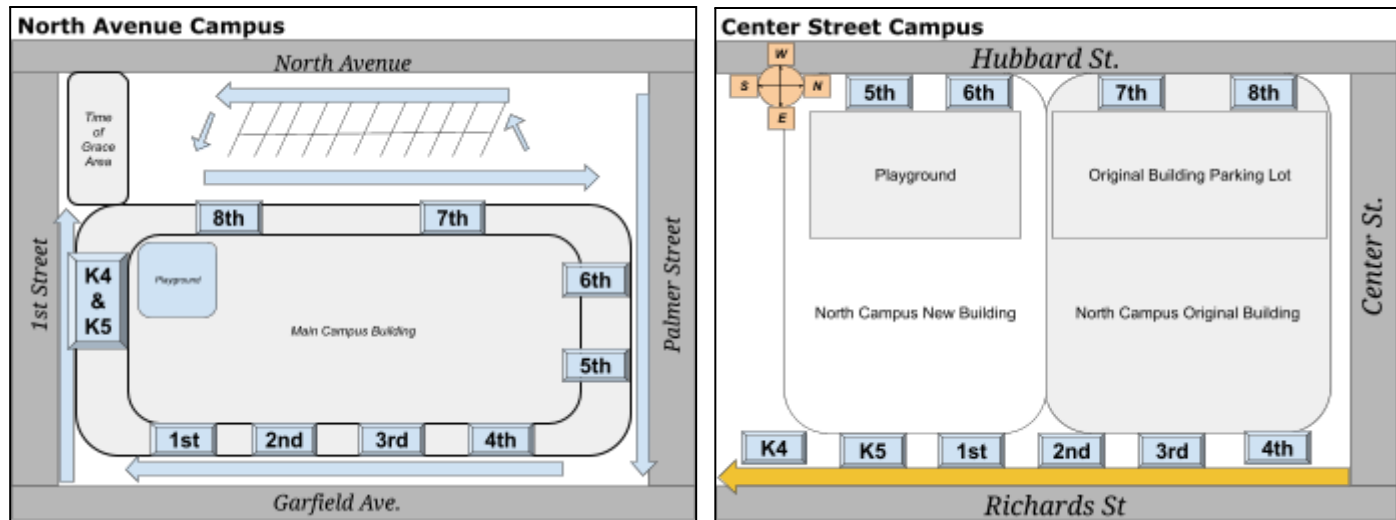 North Avenue Campus
North Avenue
Time
of
Grace
Area
1st Street
Palmer Street
8th
7th
K4
&
K5
Playground
6th
Main Campus Building
5th
1st
2nd
3rd
4th
Garfield Ave.
Center Street Campus
Hubbard St.
W
S
N
E
5th
6th
7th
8th
Playground
Original Building Parking Lot
Center St.
North Campus New Building
North Campus Original Building
K4
K5
1st
2nd
3rd
4th
Richards St